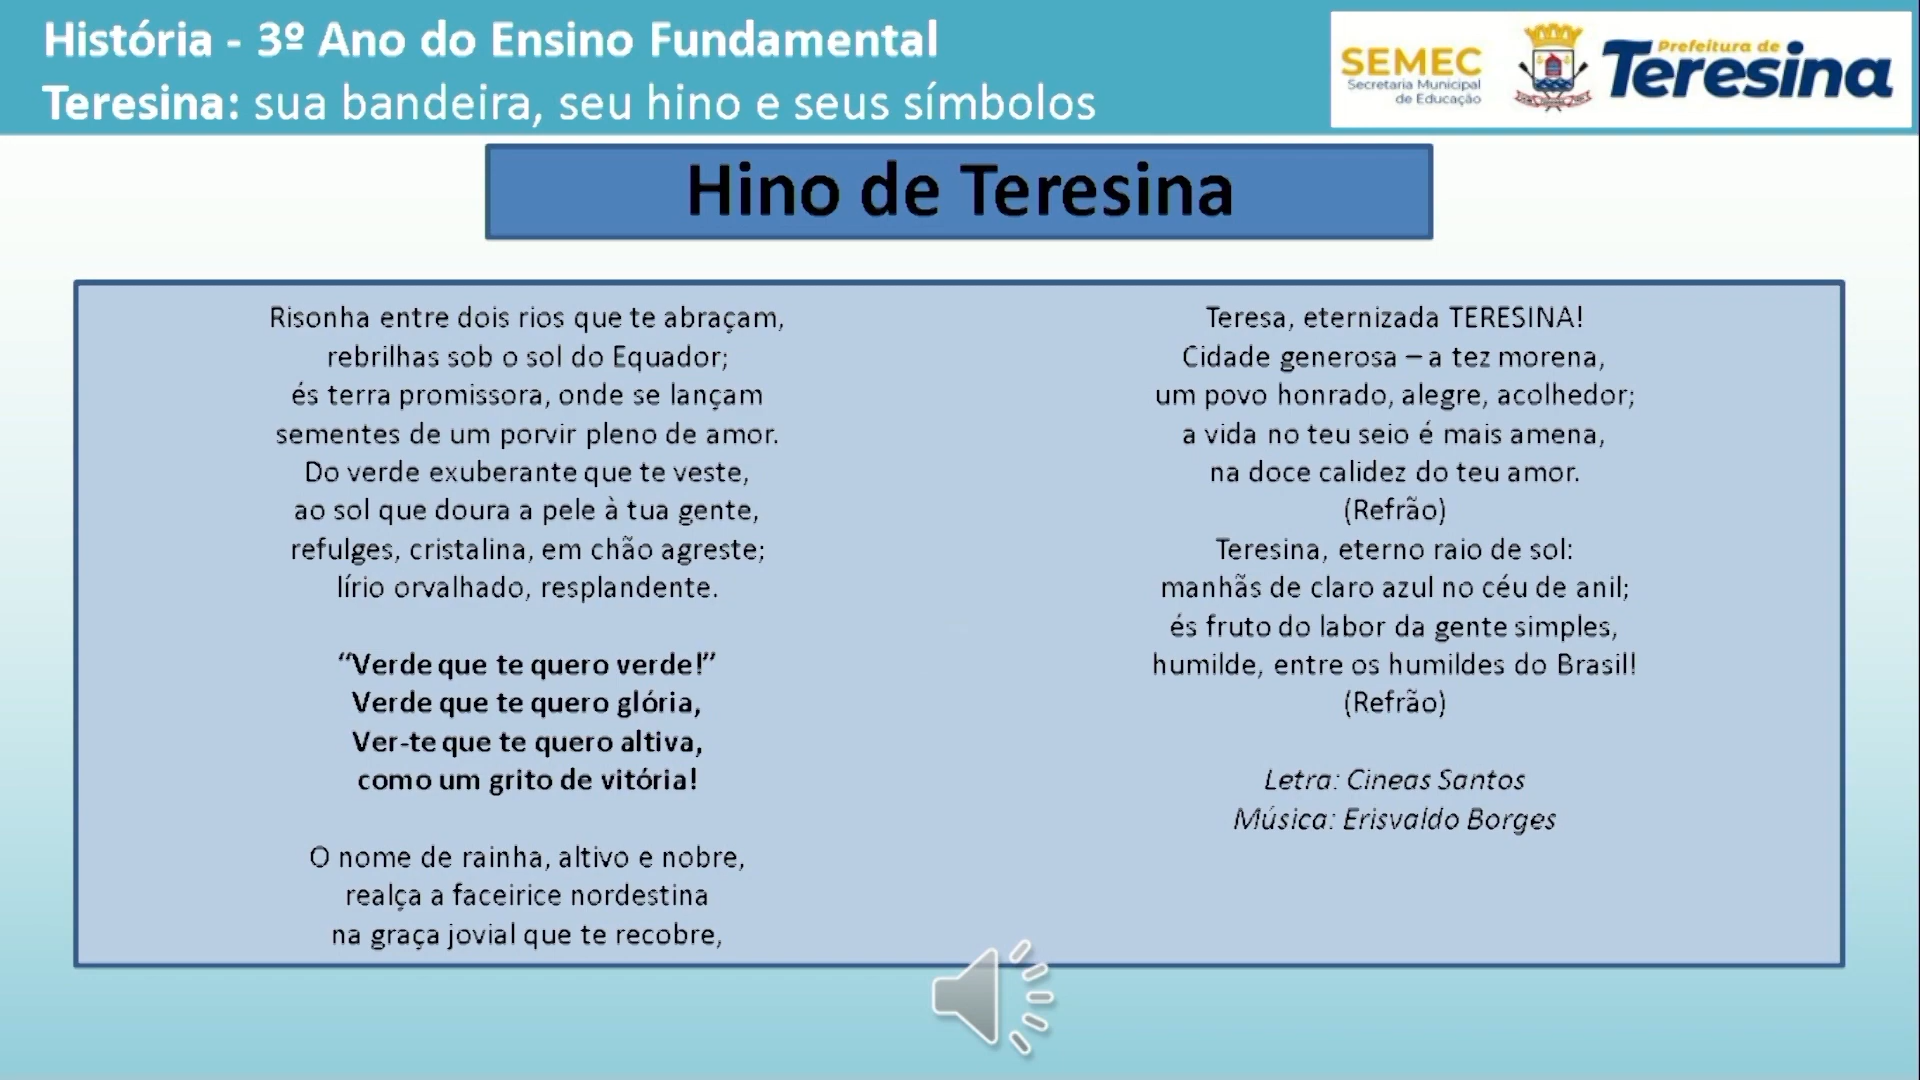 História - 3º Ano do Ensino Fundamental
Teresina: sua bandeira, seu hino e seus símbolos
SEMEC
Secretaria Municipal
de Educação
Prefeitura de
Teresina
Hino de Teresina
Risonha entre dois rios que te abraçam,
rebrilhas sob o sol do Equador;
és terra promissora, onde se lançam
sementes de um porvir pleno de amor.
Do verde exuberante que te veste,
ao sol que doura a pele à tua gente,
refulges, cristalina, em chão agreste;
lírio orvalhado, resplandente.
“Verde que te quero verde!”
Verde que te quero glória,
Ver-te que te quero altiva,
como um grito de vitória!
O nome de rainha, altivo e nobre,
realça a faceirice nordestina
na graça jovial que te recobre,
Teresa, eternizada TERESINA!
Cidade generosa – a tez morena,
um povo honrado, alegre, acolhedor;
a vida no teu seio é mais amena,
na doce calidez do teu amor.
(Refrão)
Teresina, eterno raio de sol:
manhãs de claro azul no céu de anil;
és fruto do labor da gente simples,
humilde, entre os humildes do Brasil!
(Refrão)
Letra: Cineas Santos
Música: Erisvaldo Borges